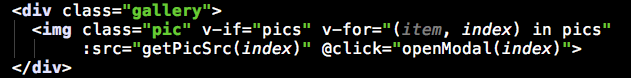 <div class="gallery">
<img class="pic" v-if="pics" v-for="(item, index) in pics"
:src="getPicSrc(index)" @click="openModal(index)">
</div>